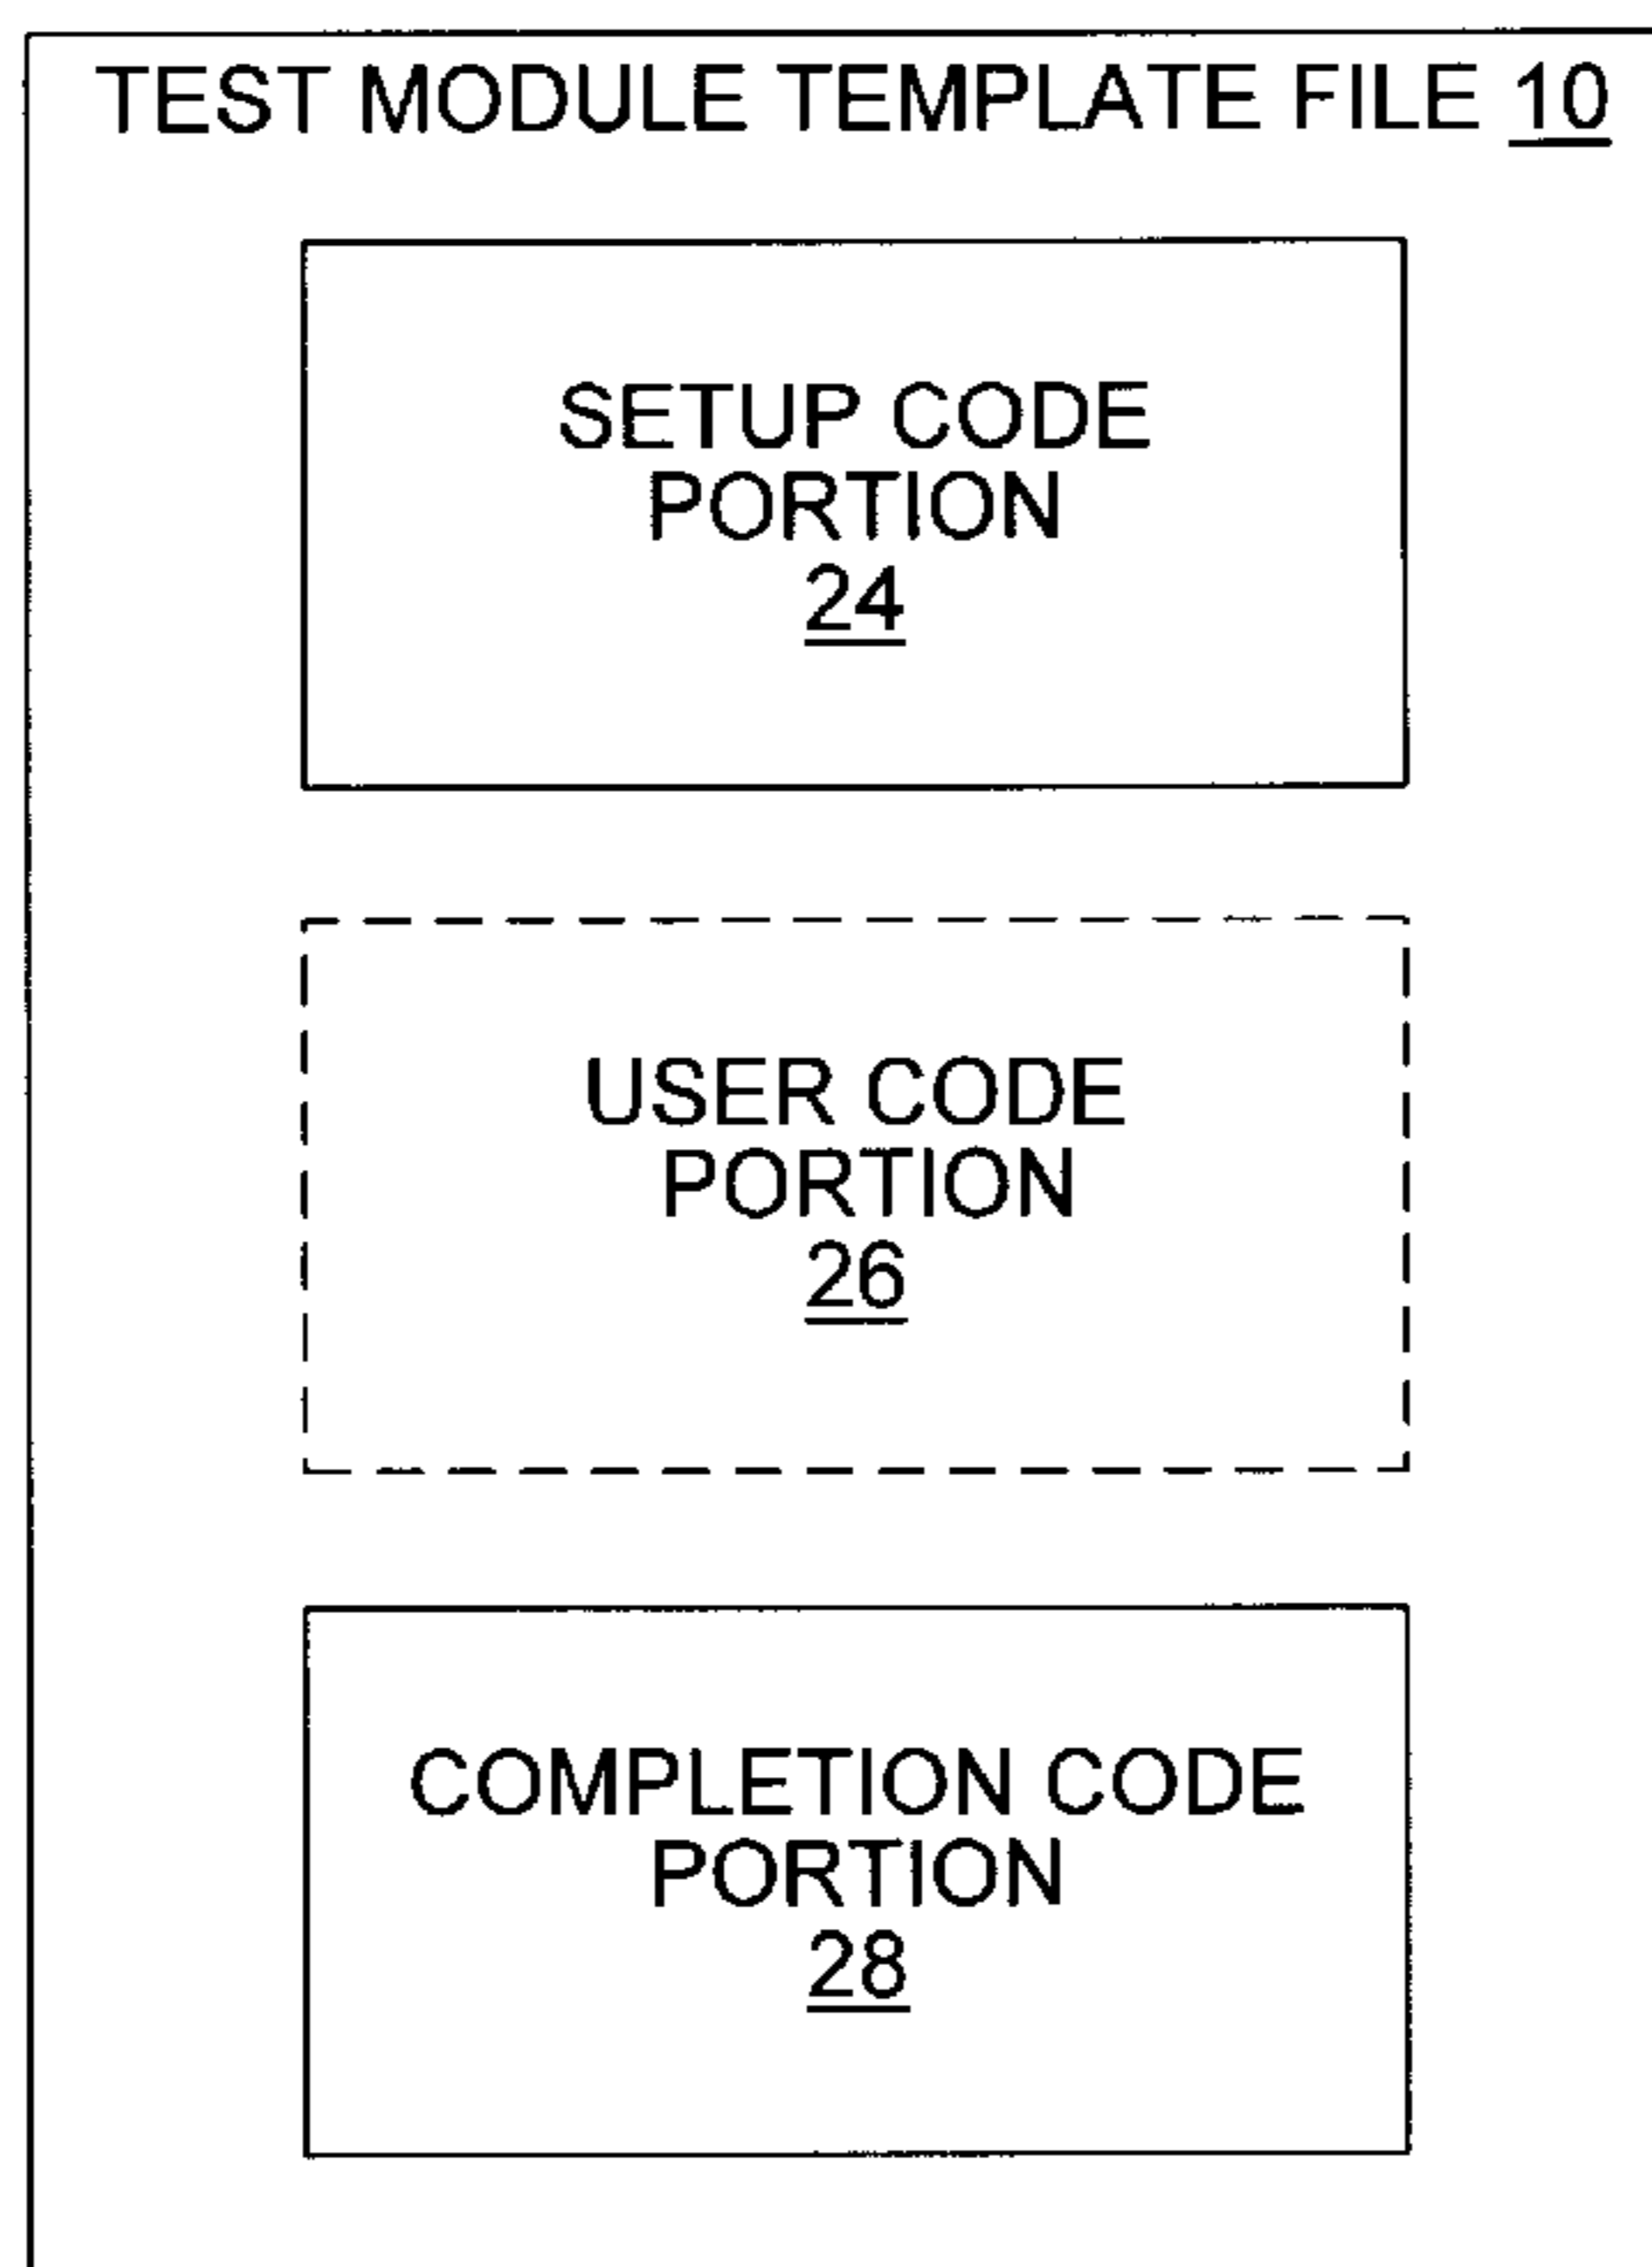 TEST MODULE TEMPLATE FILE 10
SETUP CODE
PORTION
24
USER CODE
PORTION
26
COMPLETION CODE
PORTION
28